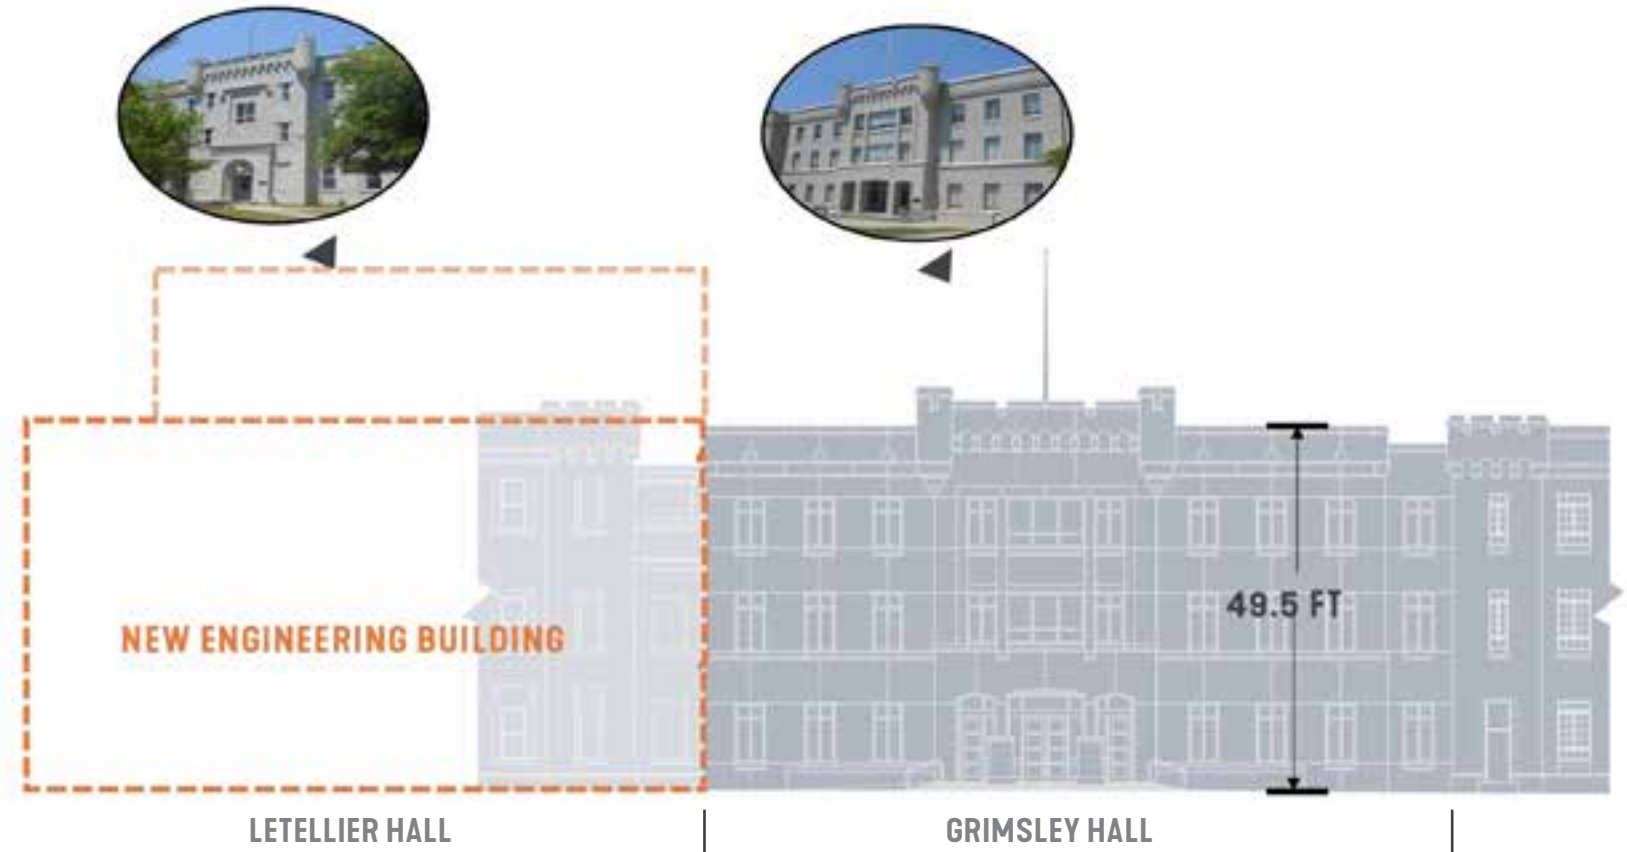 49.5 FT
NEW ENGINEERING BUILDING
LETELLIER HALL
GRIMSLEY HALL